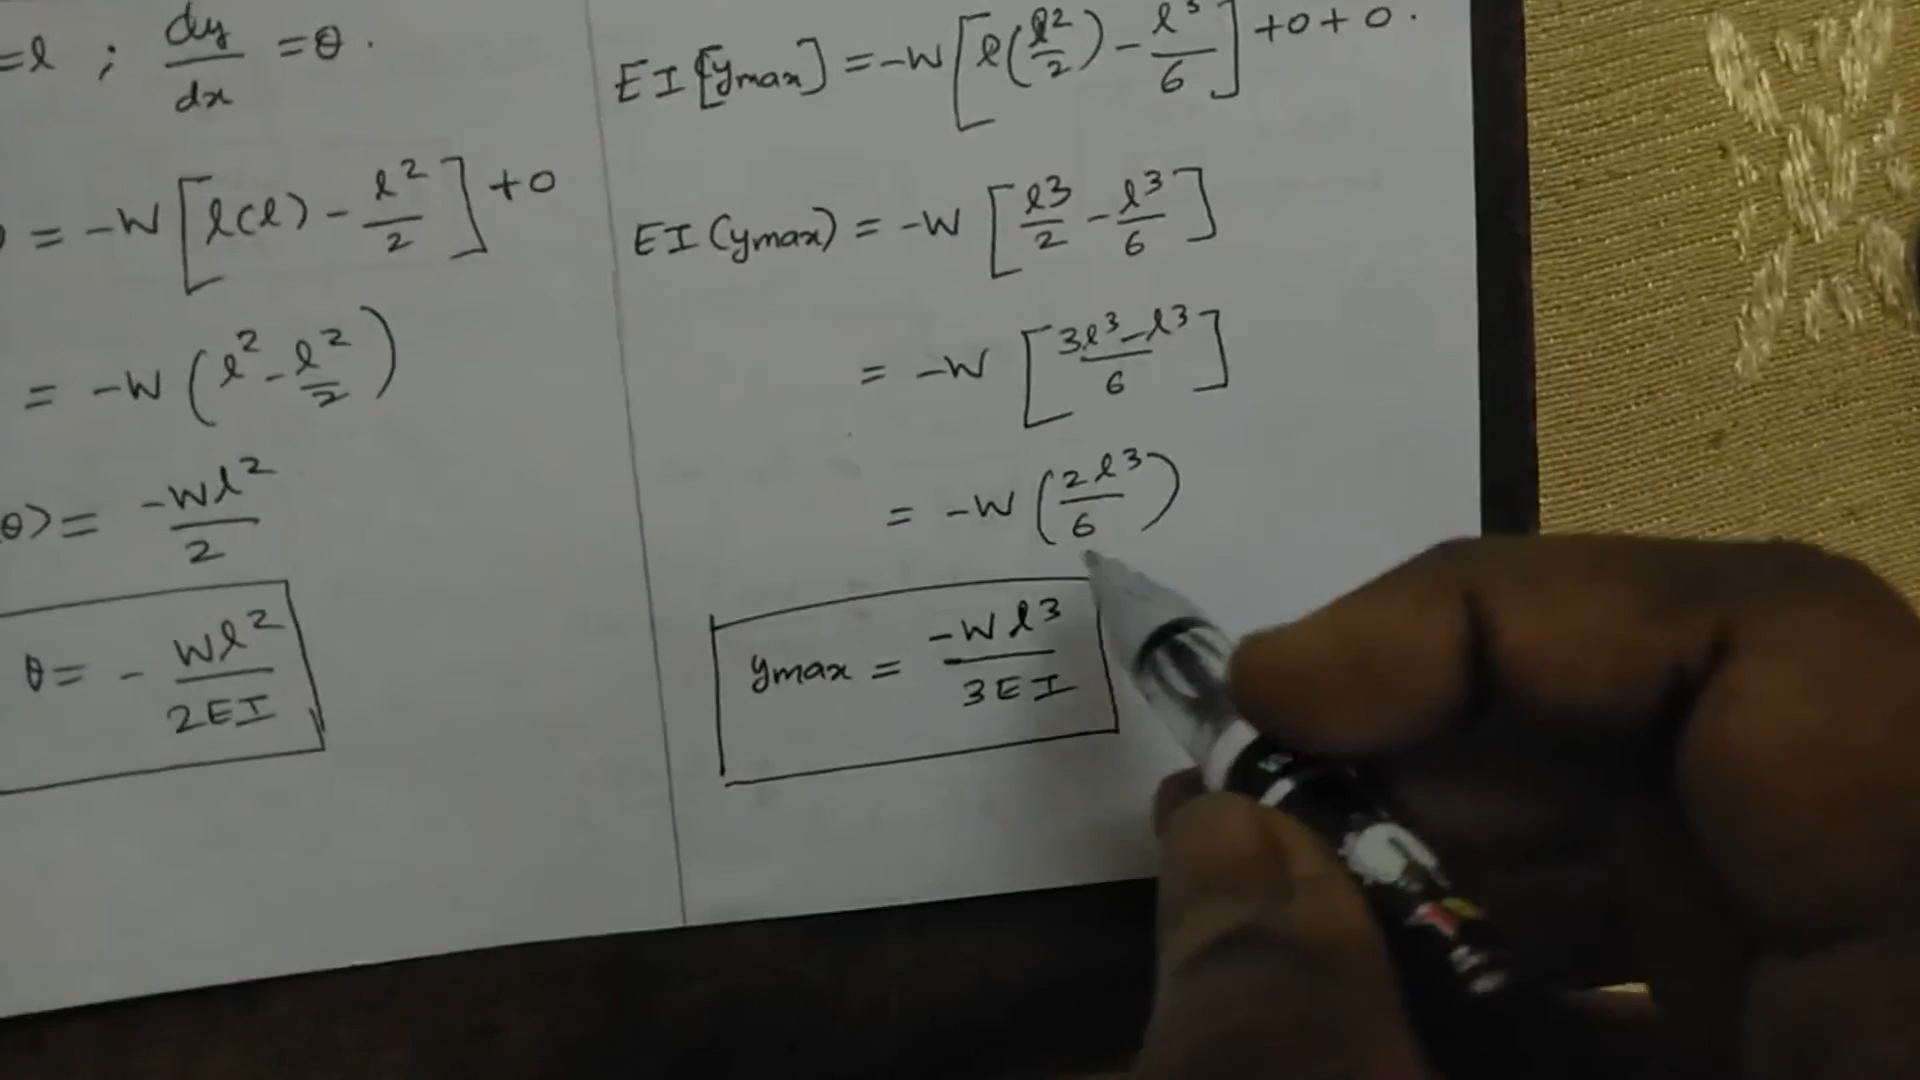 =l ; dy/dx = θ.
= -W [l(l) - l²/2] + 0
= -W (l² - l²/2)
θ) = -Wl²/2
θ = - Wl²/2EI
EI [ymax] = -W [l(l²/2) - l³/6] + 0 + 0.
EI (ymax) = -W [l3/2 - l³/6]
= -W [3l³ - l³/6]
= -W (2l³/6)
ymax = -Wl³/3EI